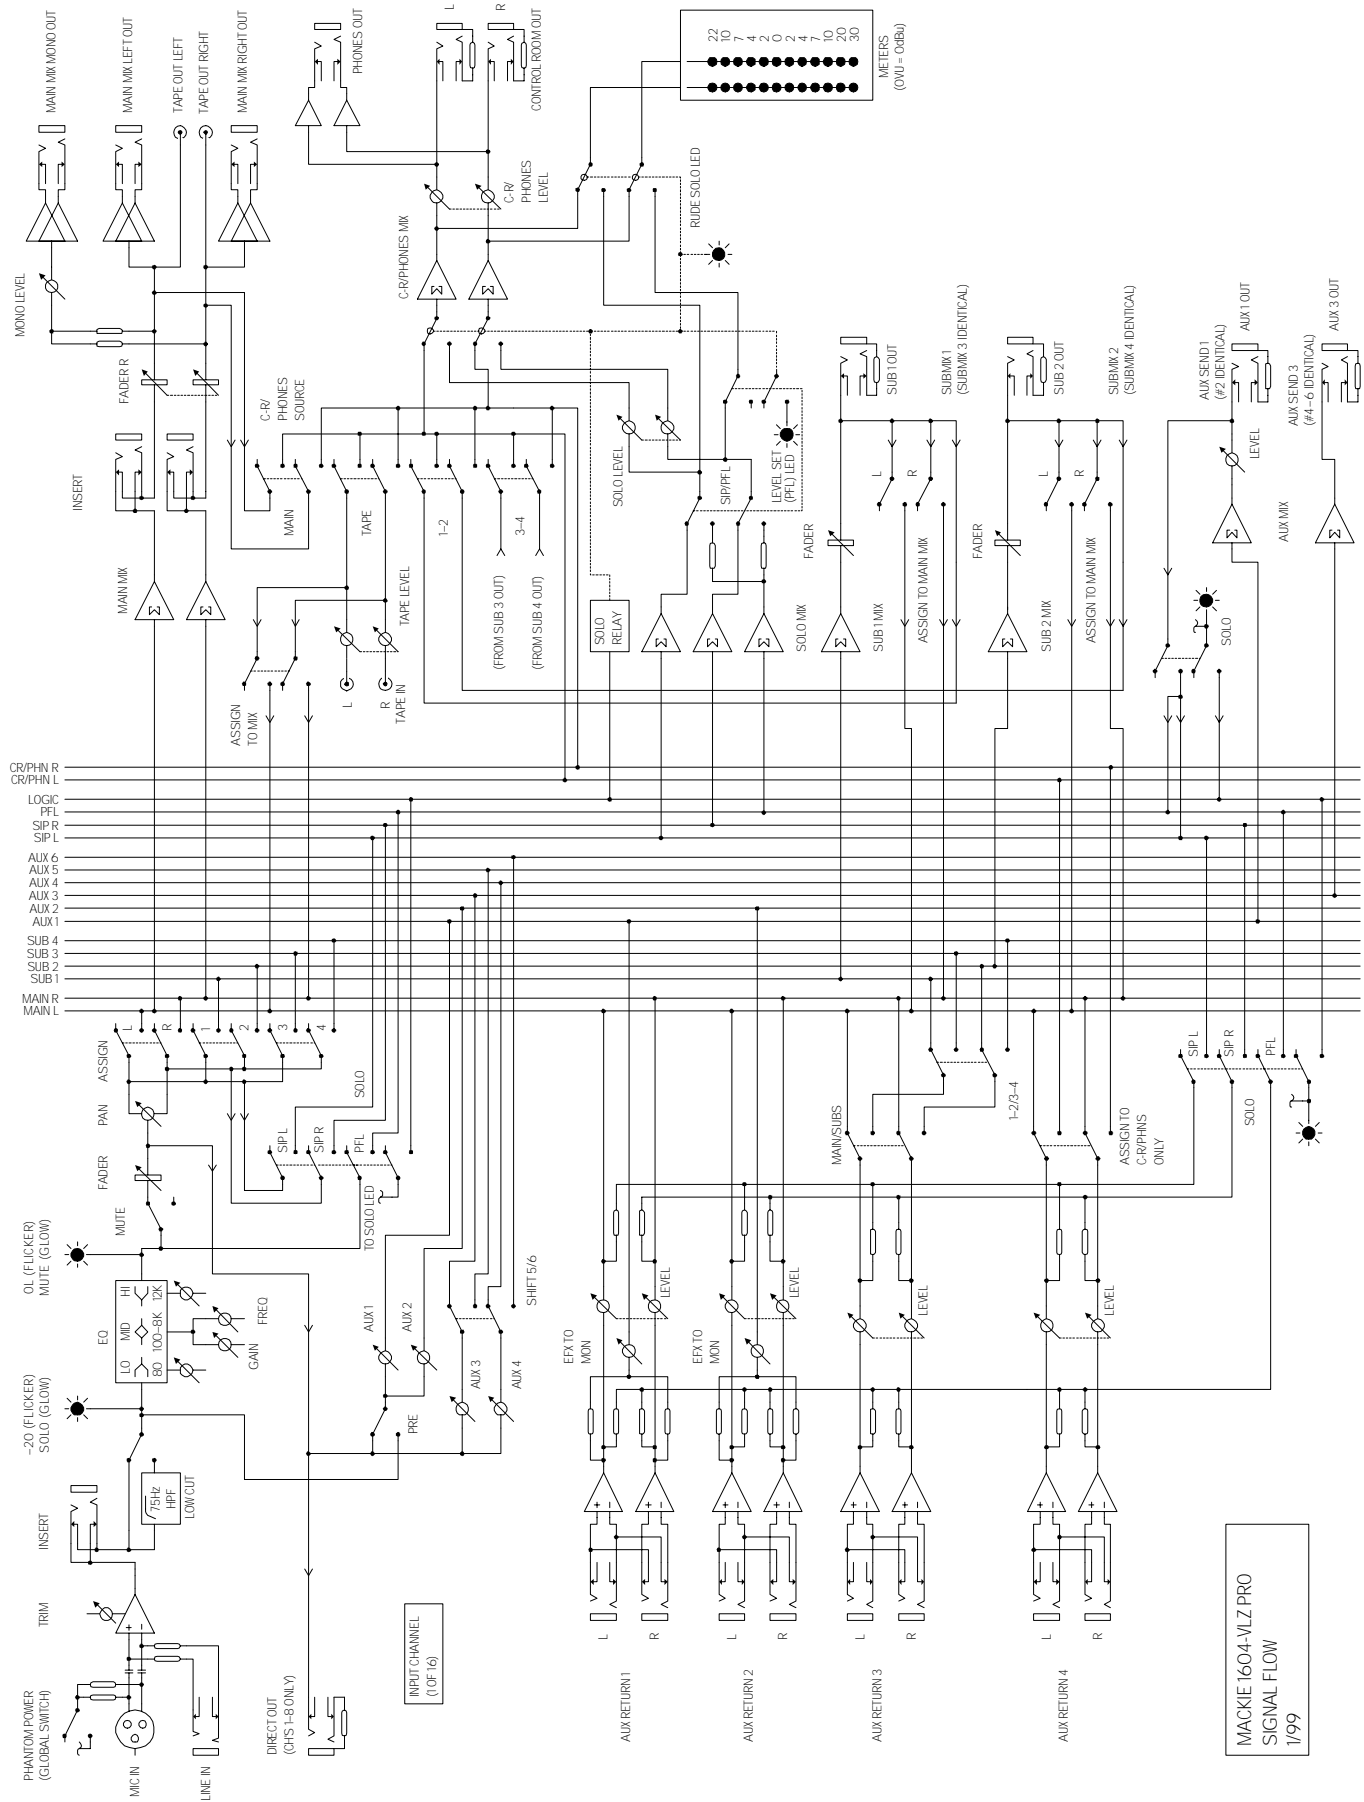 MAIN MIX MONO OUT
MAIN MIX LEFT OUT
TAPE OUT LEFT
TAPE OUT RIGHT
MAIN MIX RIGHT OUT
PHONES OUT
L
R
CONTROL ROOM OUT
22
10
7
4
2
0
2
4
7
10
20
30
METERS
(0VU = 0dBu)
MONO LEVEL
C-R/PHONES MIX
C-R/
PHONES
LEVEL
RUDE SOLO LED
FADER R
C-R/
PHONES
SOURCE
INSERT
MAIN
TAPE
1–2
3–4
SOLO LEVEL
SIP/PFL
LEVEL SET
(PFL) LED
SUB 1 OUT
SUBMIX 1
(SUBMIX 3 IDENTICAL)
SUB 2 OUT
SUBMIX 2
(SUBMIX 4 IDENTICAL)
AUX SEND 1
(#2 IDENTICAL)
AUX 1 OUT
AUX SEND 3
(#4–6 IDENTICAL)
AUX 3 OUT
L
R
L
R
LEVEL
MAIN MIX
Σ
Σ
Σ
Σ
TAPE LEVEL
(FROM SUB 3 OUT)
(FROM SUB 4 OUT)
SOLO
RELAY
Σ
Σ
Σ
SOLO MIX
FADER
Σ
SUB 1 MIX
ASSIGN TO MAIN MIX
FADER
Σ
SUB 2 MIX
ASSIGN TO MAIN MIX
Σ
AUX MIX
Σ
SOLO
ASSIGN
TO MIX
L
R
TAPE IN
CR/PHN R
CR/PHN L
LOGIC
PFL
SIP R
SIP L
AUX 6
AUX 5
AUX 4
AUX 3
AUX 2
AUX 1
SUB 4
SUB 3
SUB 2
SUB 1
MAIN R
MAIN L
ASSIGN
L
R
1
2
3
4
PAN
SOLO
SIP L
SIP R
PFL
TO SOLO LED
FADER
MUTE
OL (FLICKER)
MUTE (GLOW)
EQ
LO
MID
HI
80
100–8K
12K
GAIN
FREQ
–20 (FLICKER)
SOLO (GLOW)
AUX 1
AUX 2
PRE
AUX 3
AUX 4
SHIFT 5/6
EFX TO
MON
LEVEL
EFX TO
MON
LEVEL
MAIN/SUBS
LEVEL
1–2/3–4
ASSIGN TO
C-R/PHNS
ONLY
LEVEL
SIP L
SIP R
PFL
SOLO
INSERT
75Hz
HPF
LOW CUT
TRIM
+
–
PHANTOM POWER
(GLOBAL SWITCH)
MIC IN
LINE IN
DIRECT OUT
(CH'S 1–8 ONLY)
INPUT CHANNEL
(1 OF 16)
+
–
+
–
L
R
AUX RETURN 1
+
–
+
–
L
R
AUX RETURN 2
+
–
+
–
L
R
AUX RETURN 3
+
–
+
–
L
R
AUX RETURN 4
MACKIE 1604-VLZ PRO
SIGNAL FLOW
1/99